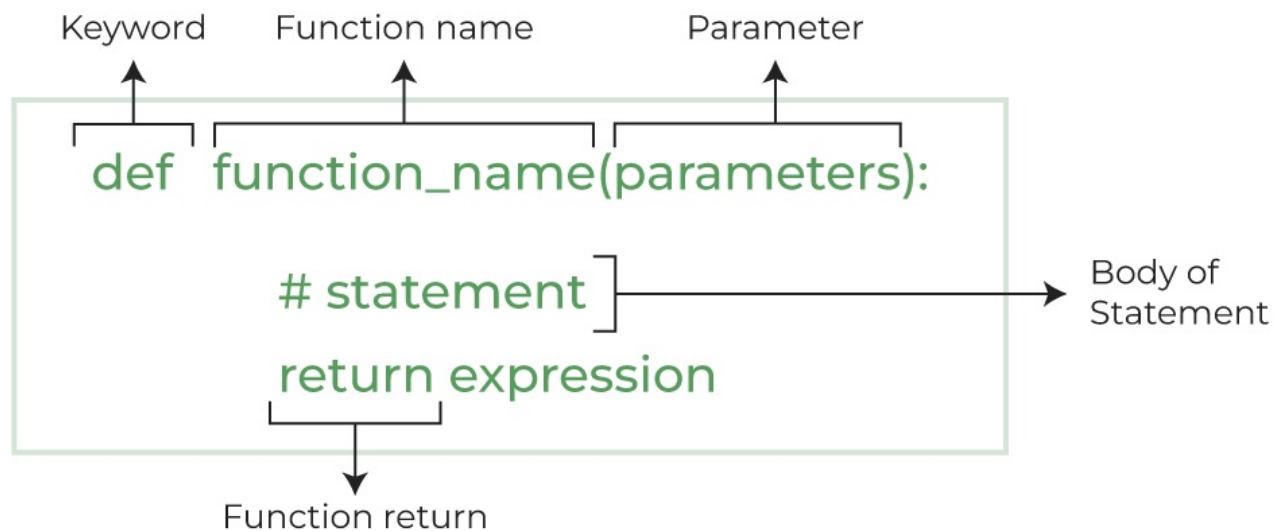 Keyword Function name Parameter
def function_name(parameters):
# statement
Body of
Statement
return expression
Function return